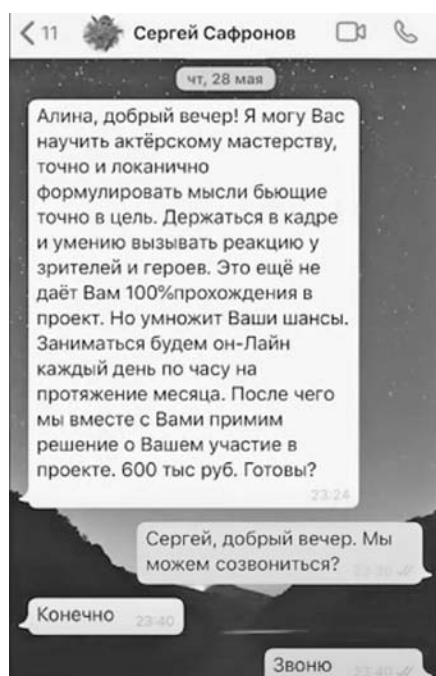 11 Сергей Сафронов
чт, 28 мая
Алина, добрый вечер! Я могу Вас
научить актёрскому мастерству,
точно и локанично
формулировать мысли бьющие
точно в цель. Держаться в кадре
и умению вызывать реакцию у
зрителей и героев. Это ещё не
даёт Вам 100%прохождения в
проект. Но умножит Ваши шансы.
Заниматься будем он-Лайн
каждый день по часу на
протяжение месяца. После чего
мы вместе с Вами примим
решение о Вашем участие в
проекте. 600 тыс руб. Готовы?
23:24
Сергей, добрый вечер. Мы
можем созвониться?
Конечно 23:40
Звоню 23:40